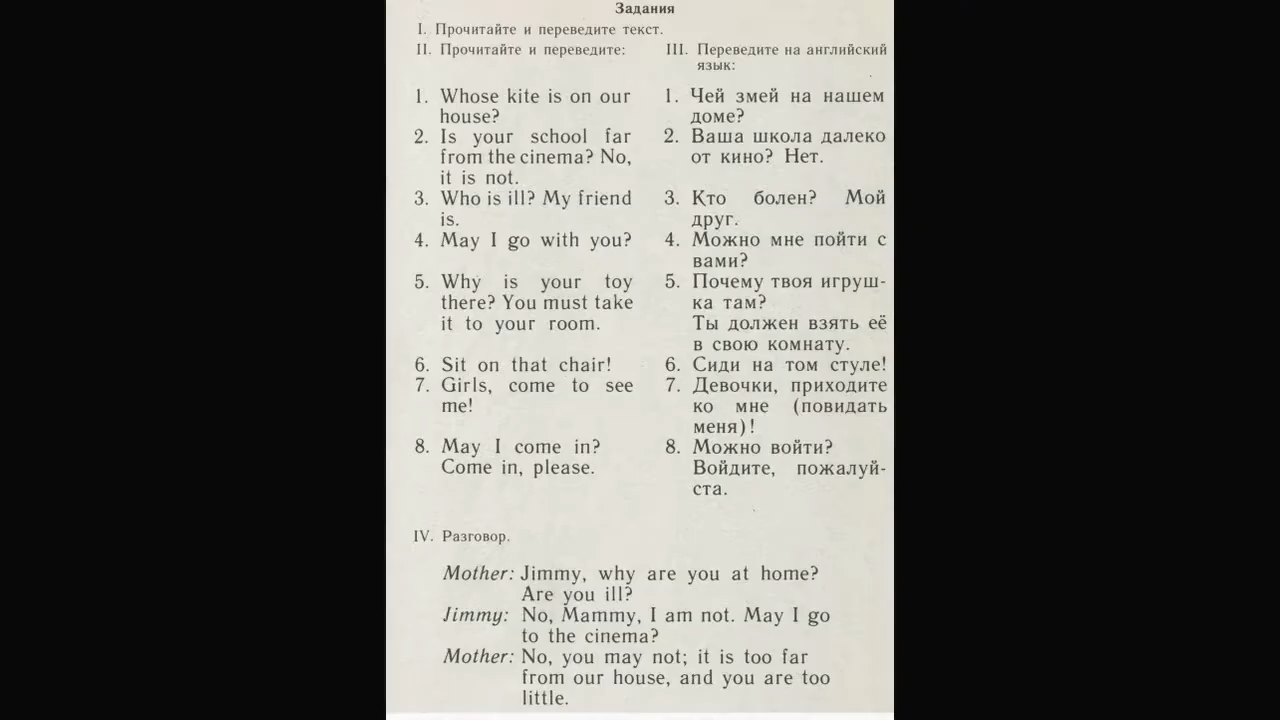 Задания
I. Прочитайте и переведите текст.
II. Прочитайте и переведите:
1. Whose kite is on our
house?
2. Is your school far
from the cinema? No,
it is not.
3. Who is ill? My friend
is.
4. May I go with you?
5. Why is your toy
there? You must take
it to your room.
6. Sit on that chair!
7. Girls, come to see
me!
8. May I come in?
Come in, please.
III. Переведите на английский
язык:
1. Чей змей на нашем
доме?
2. Ваша школа далеко
от кино? Нет.
3. Кто болен? Мой
друг.
4. Можно мне пойти с
вами?
5. Почему твоя игруш-
ка там?
Ты должен взять её
в свою комнату.
6. Сиди на том стуле!
7. Девочки, приходите
ко мне (повидать
меня)!
8. Можно войти?
Войдите, пожалуй-
ста.
IV. Разговор.
Mother: Jimmy, why are you at home?
Are you ill?
Jimmy: No, Mammy, I am not. May I go
to the cinema?
Mother: No, you may not; it is too far
from our house, and you are too
little.